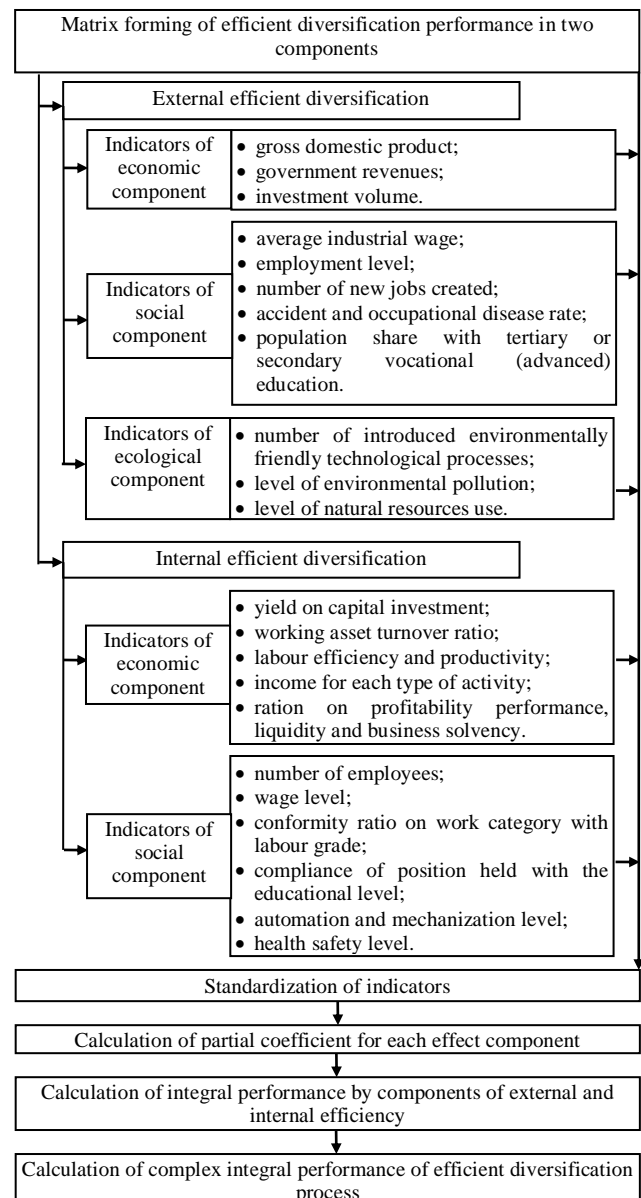 Matrix forming of efficient diversification performance in two
components
External efficient diversification
Indicators of
economic
component
• gross domestic product;
• government revenues;
• investment volume.
Indicators of
social
component
• average industrial wage;
• employment level;
• number of new jobs created;
• accident and occupational disease rate;
• population share with tertiary or
secondary vocational (advanced)
education.
Indicators of
ecological
component
• number of introduced environmentally
friendly technological processes;
• level of environmental pollution;
• level of natural resources use.
Internal efficient diversification
Indicators of
economic
component
• yield on capital investment;
• working asset turnover ratio;
• labour efficiency and productivity;
• income for each type of activity;
• ration on profitability performance,
liquidity and business solvency.
Indicators of
social
component
• number of employees;
• wage level;
• conformity ratio on work category with
labour grade;
• compliance of position held with the
educational level;
• automation and mechanization level;
• health safety level.
Standardization of indicators
Calculation of partial coefficient for each effect component
Calculation of integral performance by components of external and
internal efficiency
Calculation of complex integral performance of efficient diversification
process